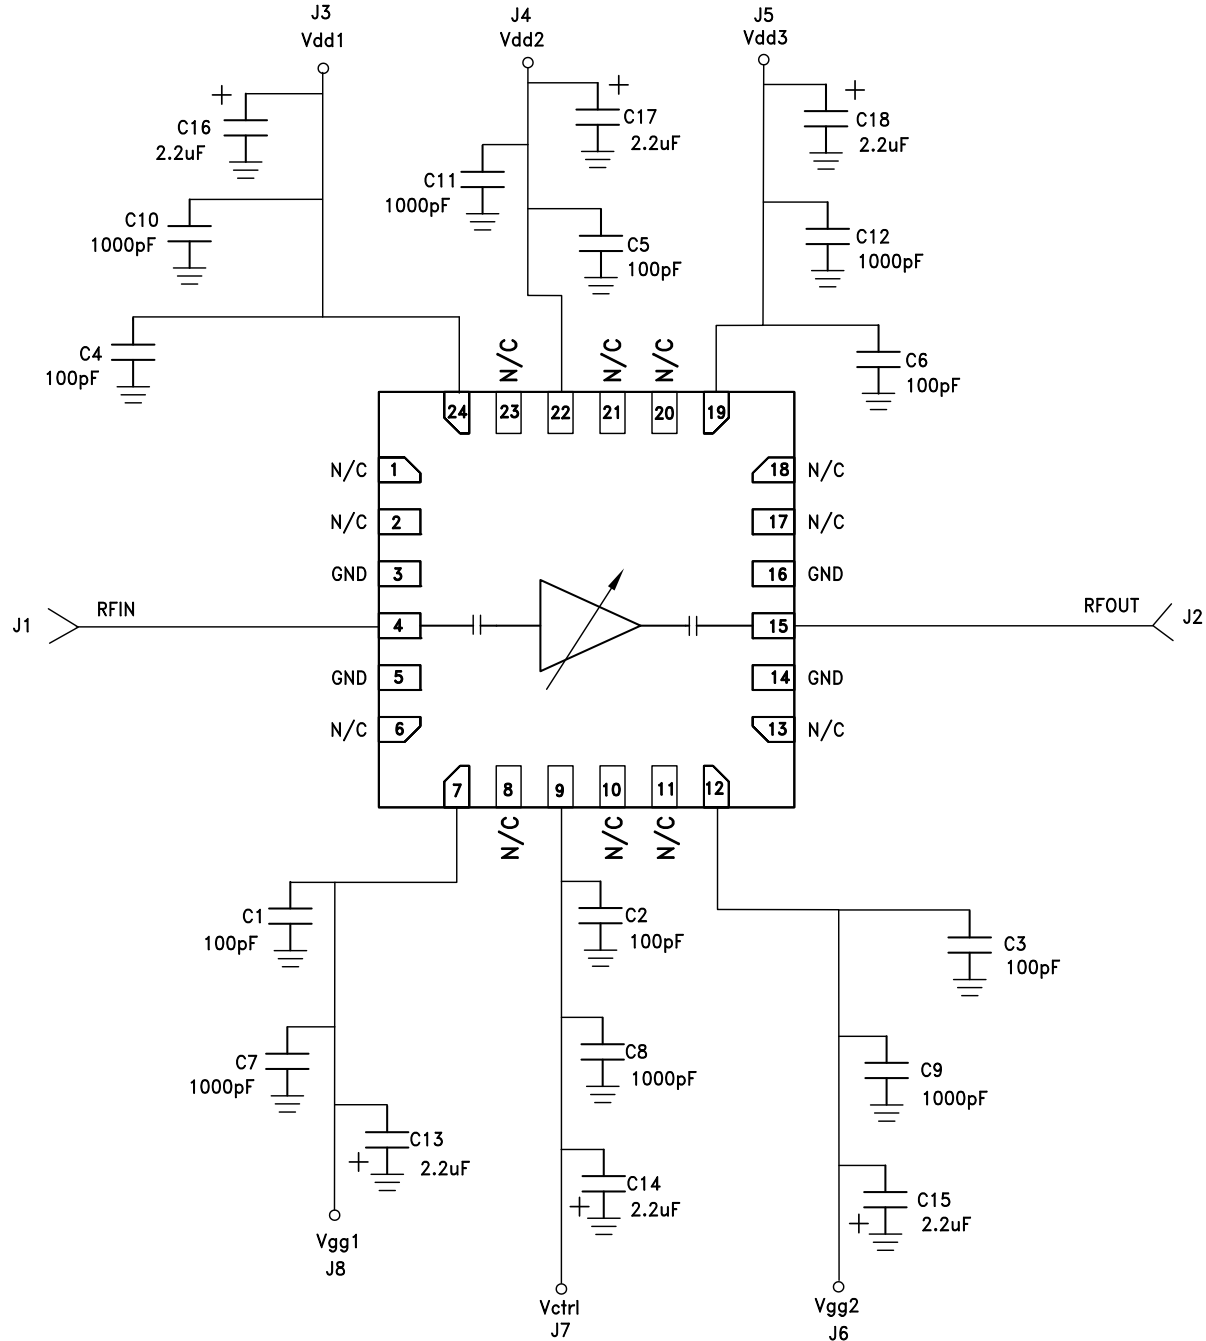 J3
Vdd1
J4
Vdd2
J5
Vdd3
+
C16
2.2uF
+
C17
2.2uF
+
C18
2.2uF
C10
1000pF
C11
1000pF
C5
100pF
C12
1000pF
C4
100pF
C6
100pF
N/C
N/C
N/C
24
23
22
21
20
19
N/C
1
18
N/C
N/C
2
17
N/C
GND
3
16
GND
J1
RFIN
4
15
RFOUT
J2
GND
5
14
GND
N/C
6
13
N/C
7
8
9
10
11
12
N/C
N/C
N/C
C1
100pF
C2
100pF
C3
100pF
C7
1000pF
C8
1000pF
C9
1000pF
C13
+
2.2uF
C14
+
2.2uF
C15
+
2.2uF
Vgg1
J8
Vctrl
J7
Vgg2
J6